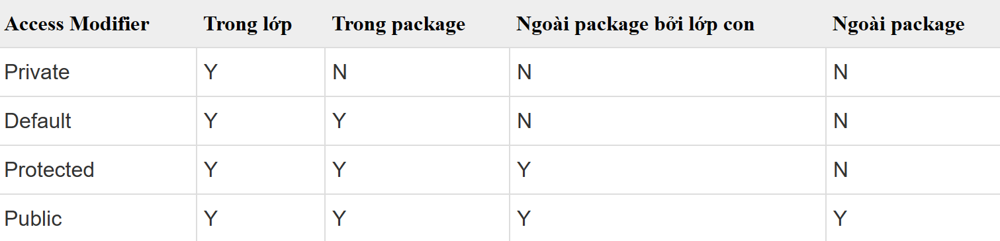 Access Modifier Trong lớp Trong package Ngoài package bởi lớp con Ngoài package
Private Y N N N
Default Y Y N N
Protected Y Y Y N
Public Y Y Y Y